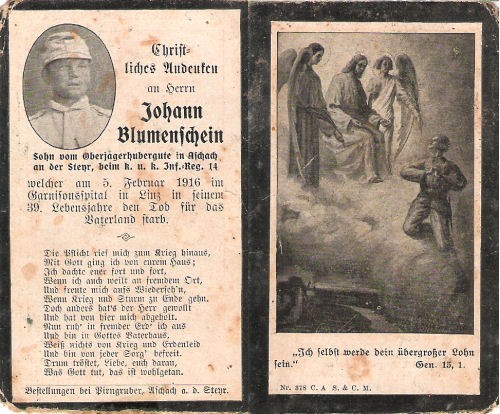 Christ-
liches Andenken
an Herrn
Johann
Blumenschein
Sohn vom Oberjägerhubergute in Aschach
an der Steyr, beim k. u. k. Inf.-Reg. 14
welcher am 5. Februar 1916 im
Garnisonsspital in Linz in seinem
39. Lebensjahre den Tod für das
Vaterland starb.
Die Pflicht rief mich zum Krieg hinaus,
Mit Gott ging ich von eurem Haus;
Ich dachte euer fort und fort,
Wenn ich auch weilt an fremdem Ort,
Und freute mich aufs Wiederseh'n,
Wenn Krieg und Sturm zu Ende gehn.
Doch anders hat's der Herr gewollt
Und hat von hier mich abgeholt.
Nun ruh' in fremder Erd' ich aus
Und bin in Gottes Vaterhaus,
Weiß nichts von Krieg und Erdenleid
Und bin von jeder Sorg' befreit.
Drum tröstet, Liebe, euch daran,
Was Gott tut, das ist wohlgetan.
Bestellungen bei Pirngruber, Aschach a. d. Steyr.
„Ich selbst werde dein übergroßer Lohn
sein.“ Gen. 15, 1.
Nr. 378 C. A. S. & C. M.